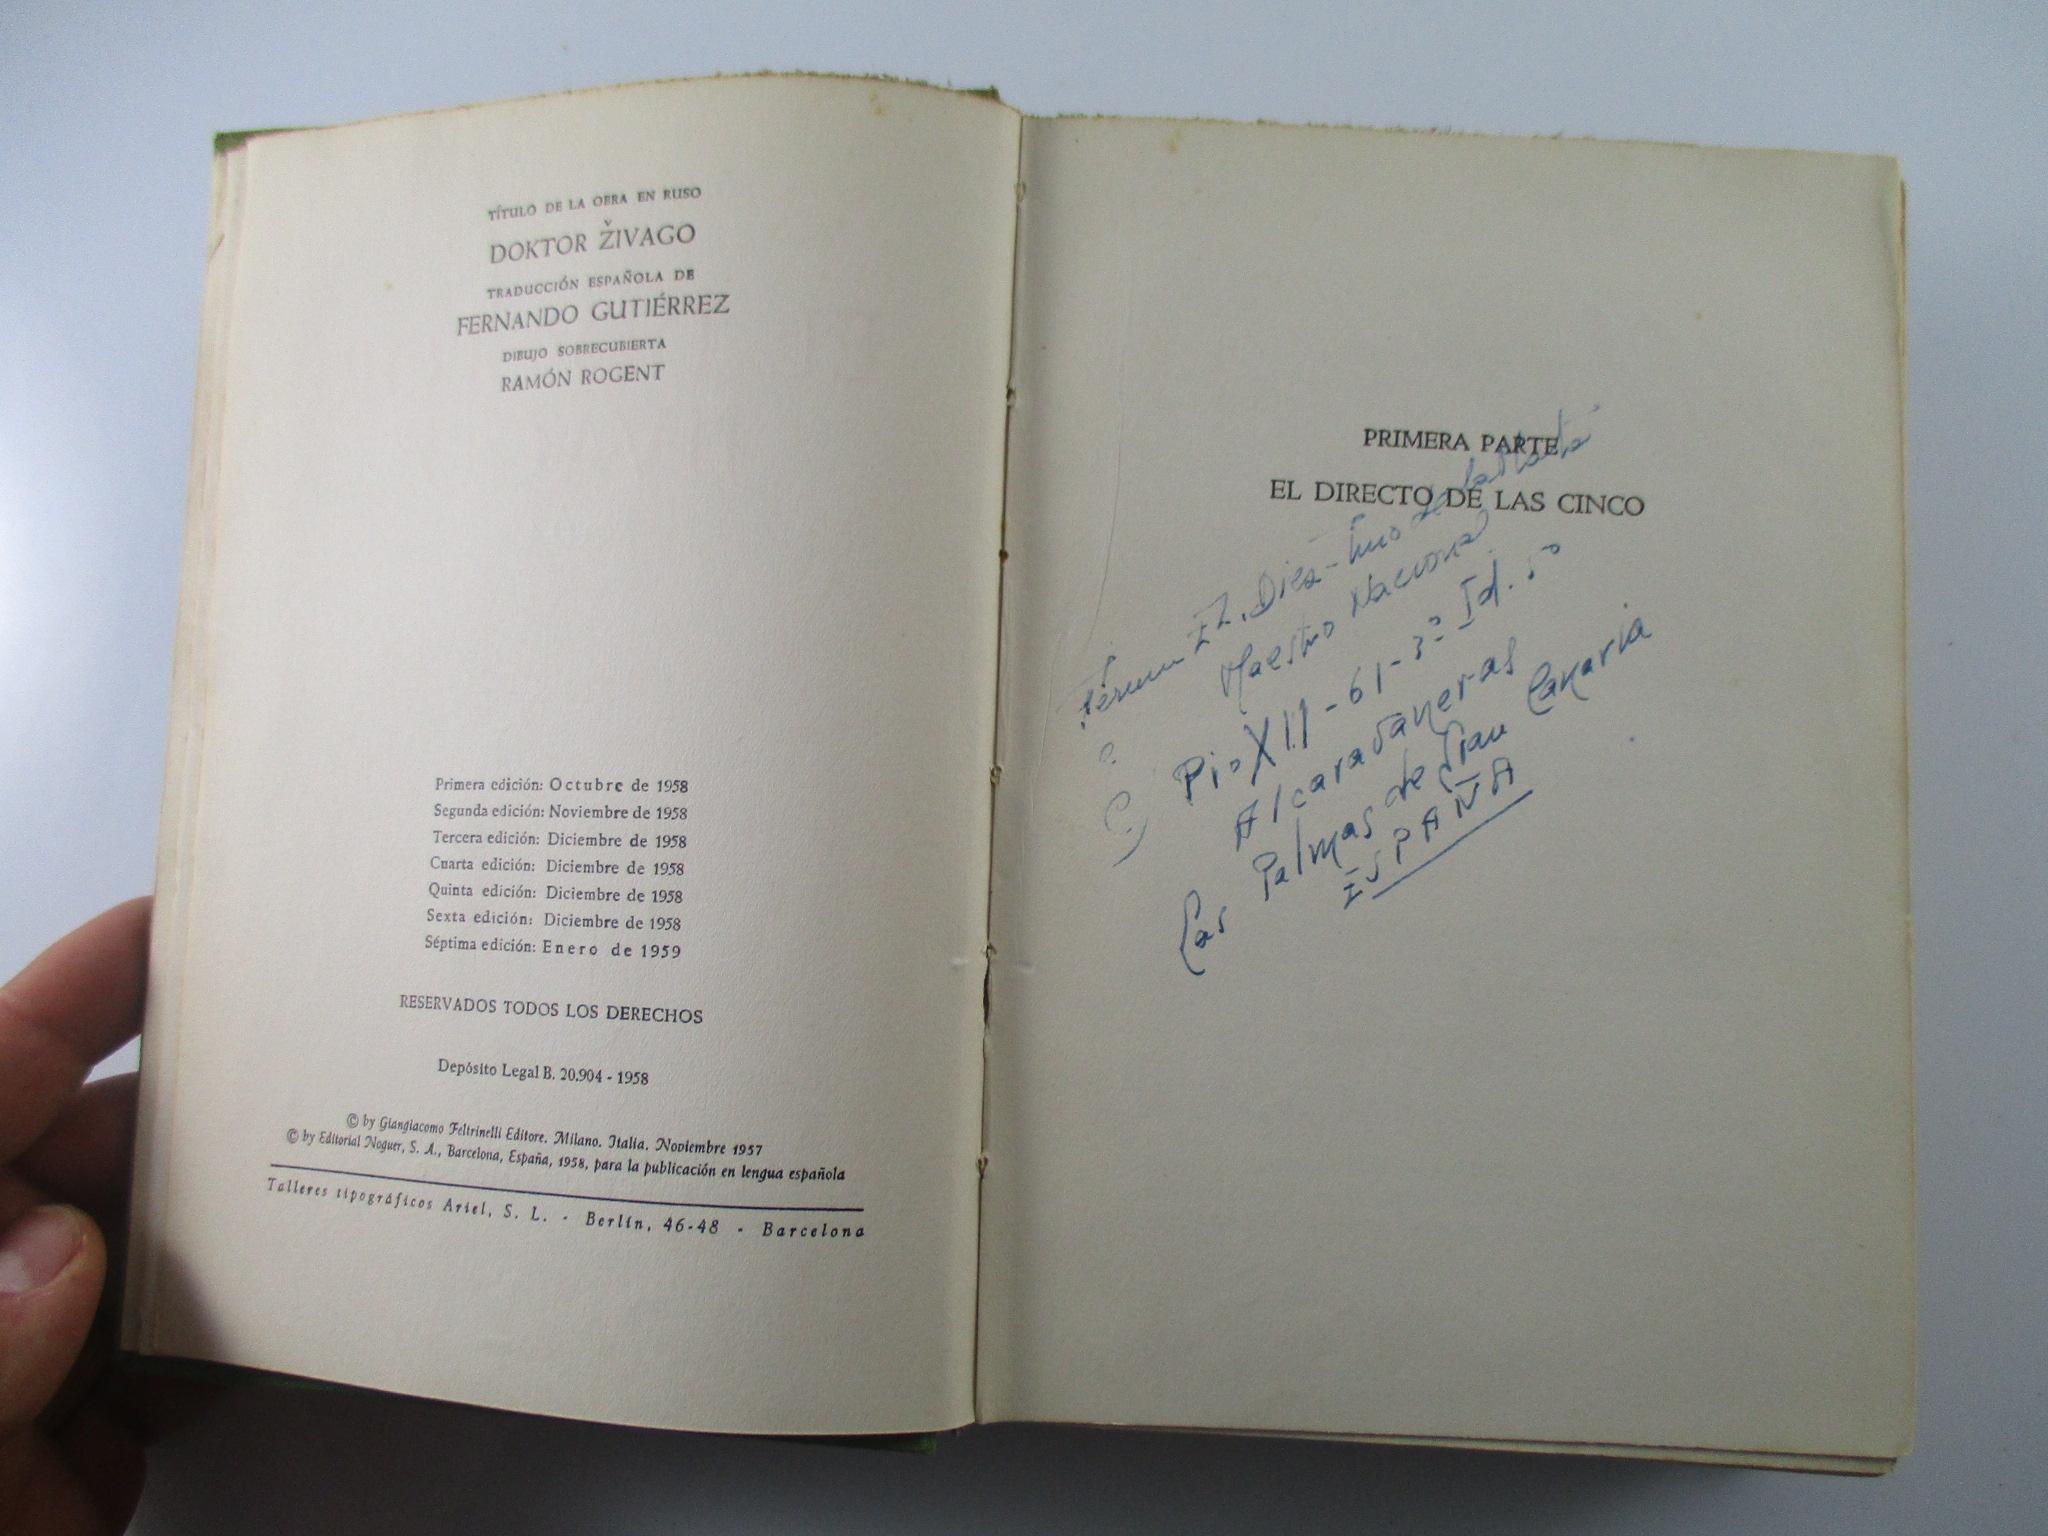 TÍTULO DE LA OBRA EN RUSO
DOKTOR ŽIVAGO
TRADUCCIÓN ESPAÑOLA DE
FERNANDO GUTIÉRREZ
DIBUJO SOBRECUBIERTA
RAMÓN ROGENT
Primera edición: Octubre de 1958
Segunda edición: Noviembre de 1958
Tercera edición: Diciembre de 1958
Cuarta edición: Diciembre de 1958
Quinta edición: Diciembre de 1958
Sexta edición: Diciembre de 1958
Séptima edición: Enero de 1959
RESERVADOS TODOS LOS DERECHOS
Depósito Legal B. 20.904 - 1958
© by Giangiacomo Feltrinelli Editore. Milano. Italia. Noviembre 1957
© by Editorial Noguer, S. A., Barcelona, España, 1958, para la publicación en lengua española
Talleres tipográficos Ariel, S. L. - Berlín, 46-48 - Barcelona
PRIMERA PARTE
EL DIRECTO DE LAS CINCO
Maestro Nacional
Pio XII - 61 - 3º
Alcaravaneras
Las Palmas de Gran Canaria
ESPAÑA